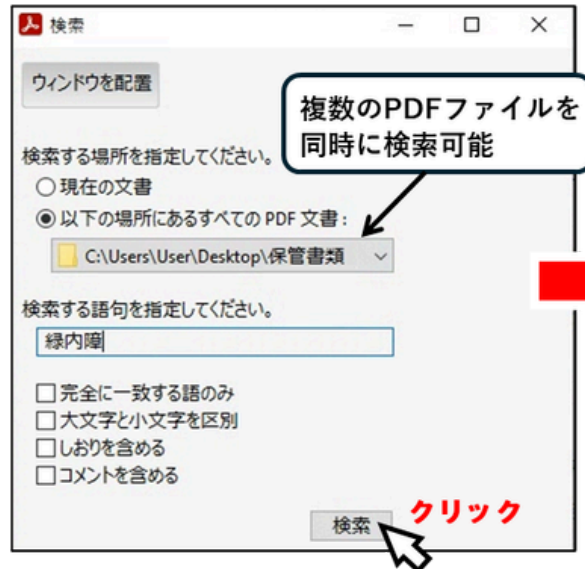 検索
ウィンドウを配置
複数のPDFファイルを
同時に検索可能
検索する場所を指定してください。
現在の文書
以下の場所にあるすべての PDF 文書:
C:\Users\User\Desktop\保管書類
検索する語句を指定してください。
緑内障
完全に一致する語のみ
大文字と小文字を区別
しおりを含める
コメントを含める
検索
クリック